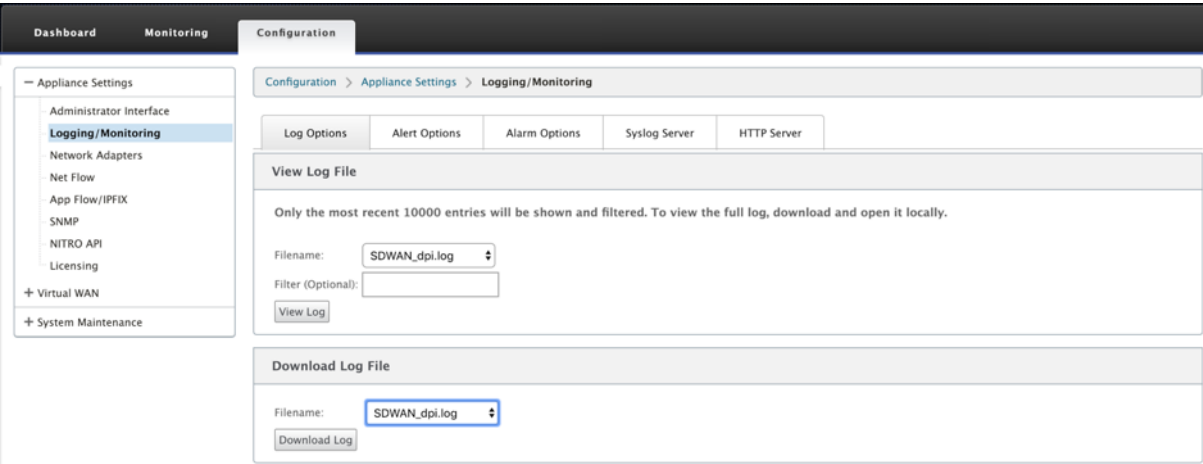 Dashboard Monitoring Configuration
− Appliance Settings
Administrator Interface
Logging/Monitoring
Network Adapters
Net Flow
App Flow/IPFIX
SNMP
NITRO API
Licensing
+ Virtual WAN
+ System Maintenance
Configuration > Appliance Settings > Logging/Monitoring
Log Options Alert Options Alarm Options Syslog Server HTTP Server
View Log File
Only the most recent 10000 entries will be shown and filtered. To view the full log, download and open it locally.
Filename: SDWAN_dpi.log
Filter (Optional):
View Log
Download Log File
Filename: SDWAN_dpi.log
Download Log